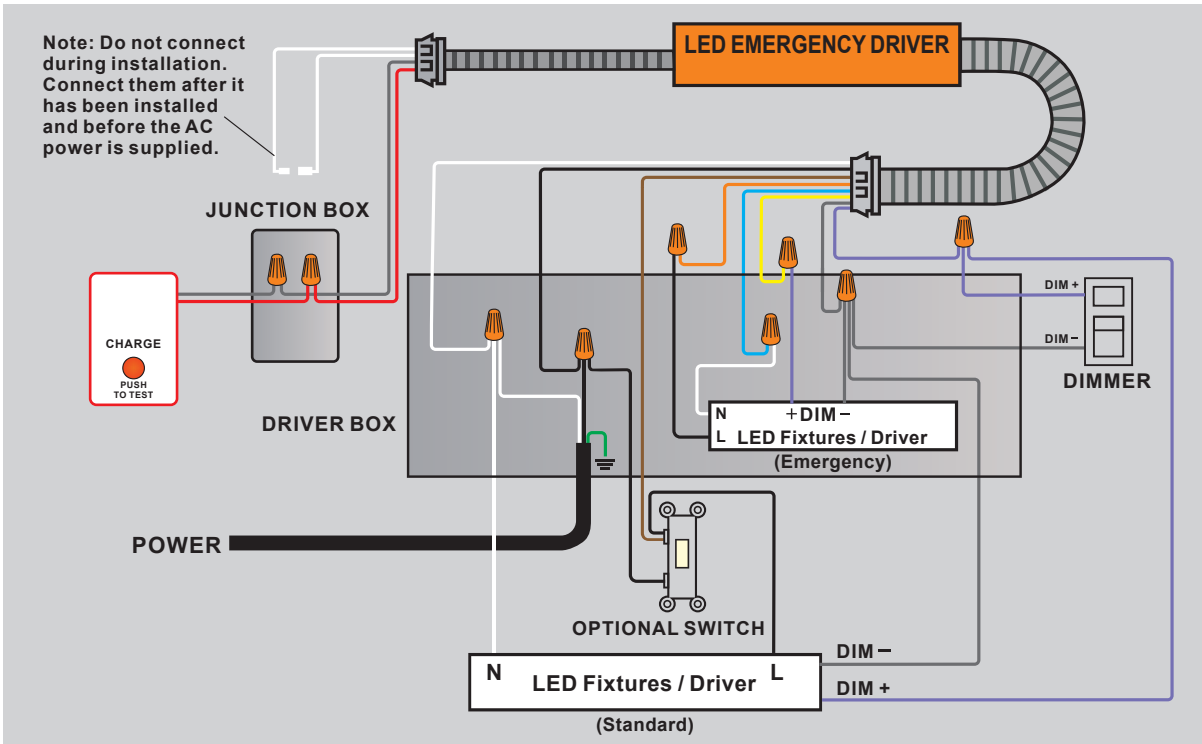 Note: Do not connect
during installation.
Connect them after it
has been installed
and before the AC
power is supplied.
LED EMERGENCY DRIVER
JUNCTION BOX
CHARGE
PUSH
TO TEST
DRIVER BOX
DIM +
DIM −
DIMMER
N +DIM −
L LED Fixtures / Driver
(Emergency)
POWER
OPTIONAL SWITCH
N L
LED Fixtures / Driver
(Standard)
DIM −
DIM +